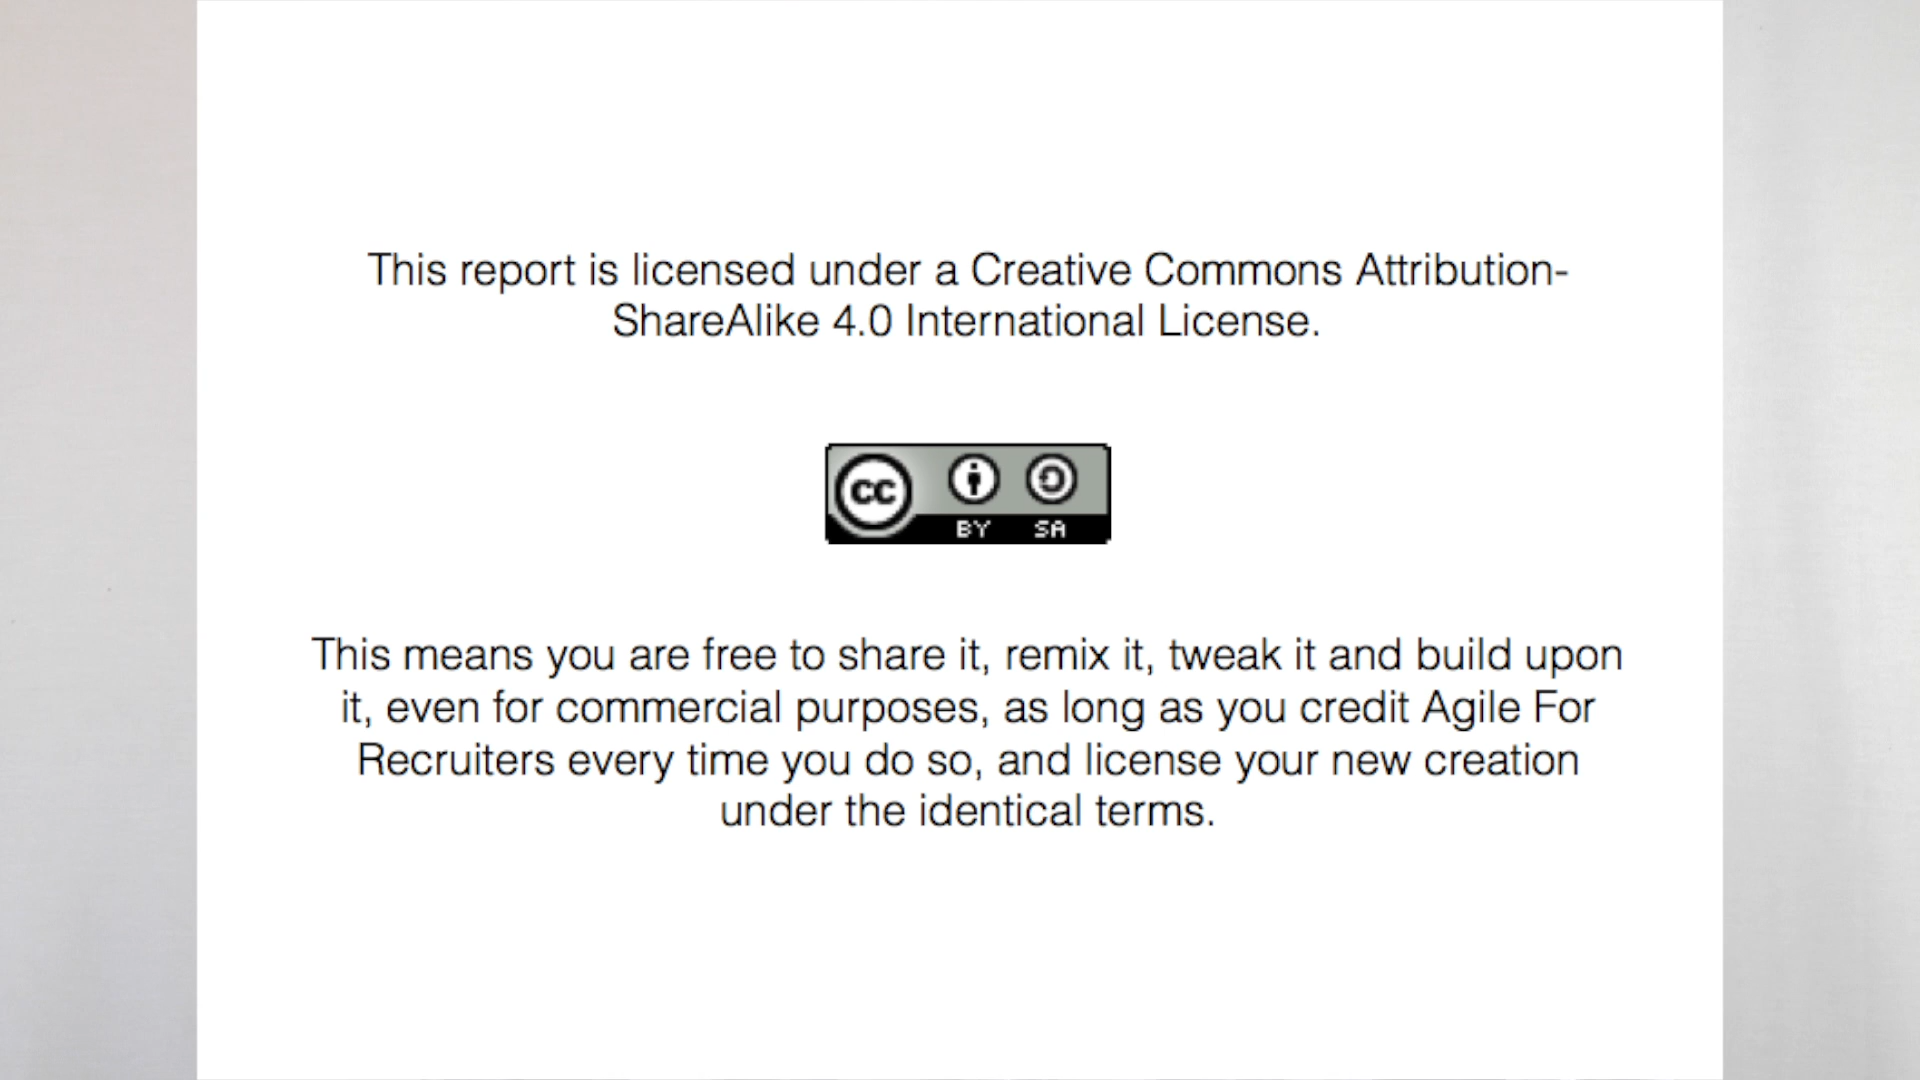 This report is licensed under a Creative Commons Attribution-
ShareAlike 4.0 International License.
cc
BY SA
This means you are free to share it, remix it, tweak it and build upon
it, even for commercial purposes, as long as you credit Agile For
Recruiters every time you do so, and license your new creation
under the identical terms.